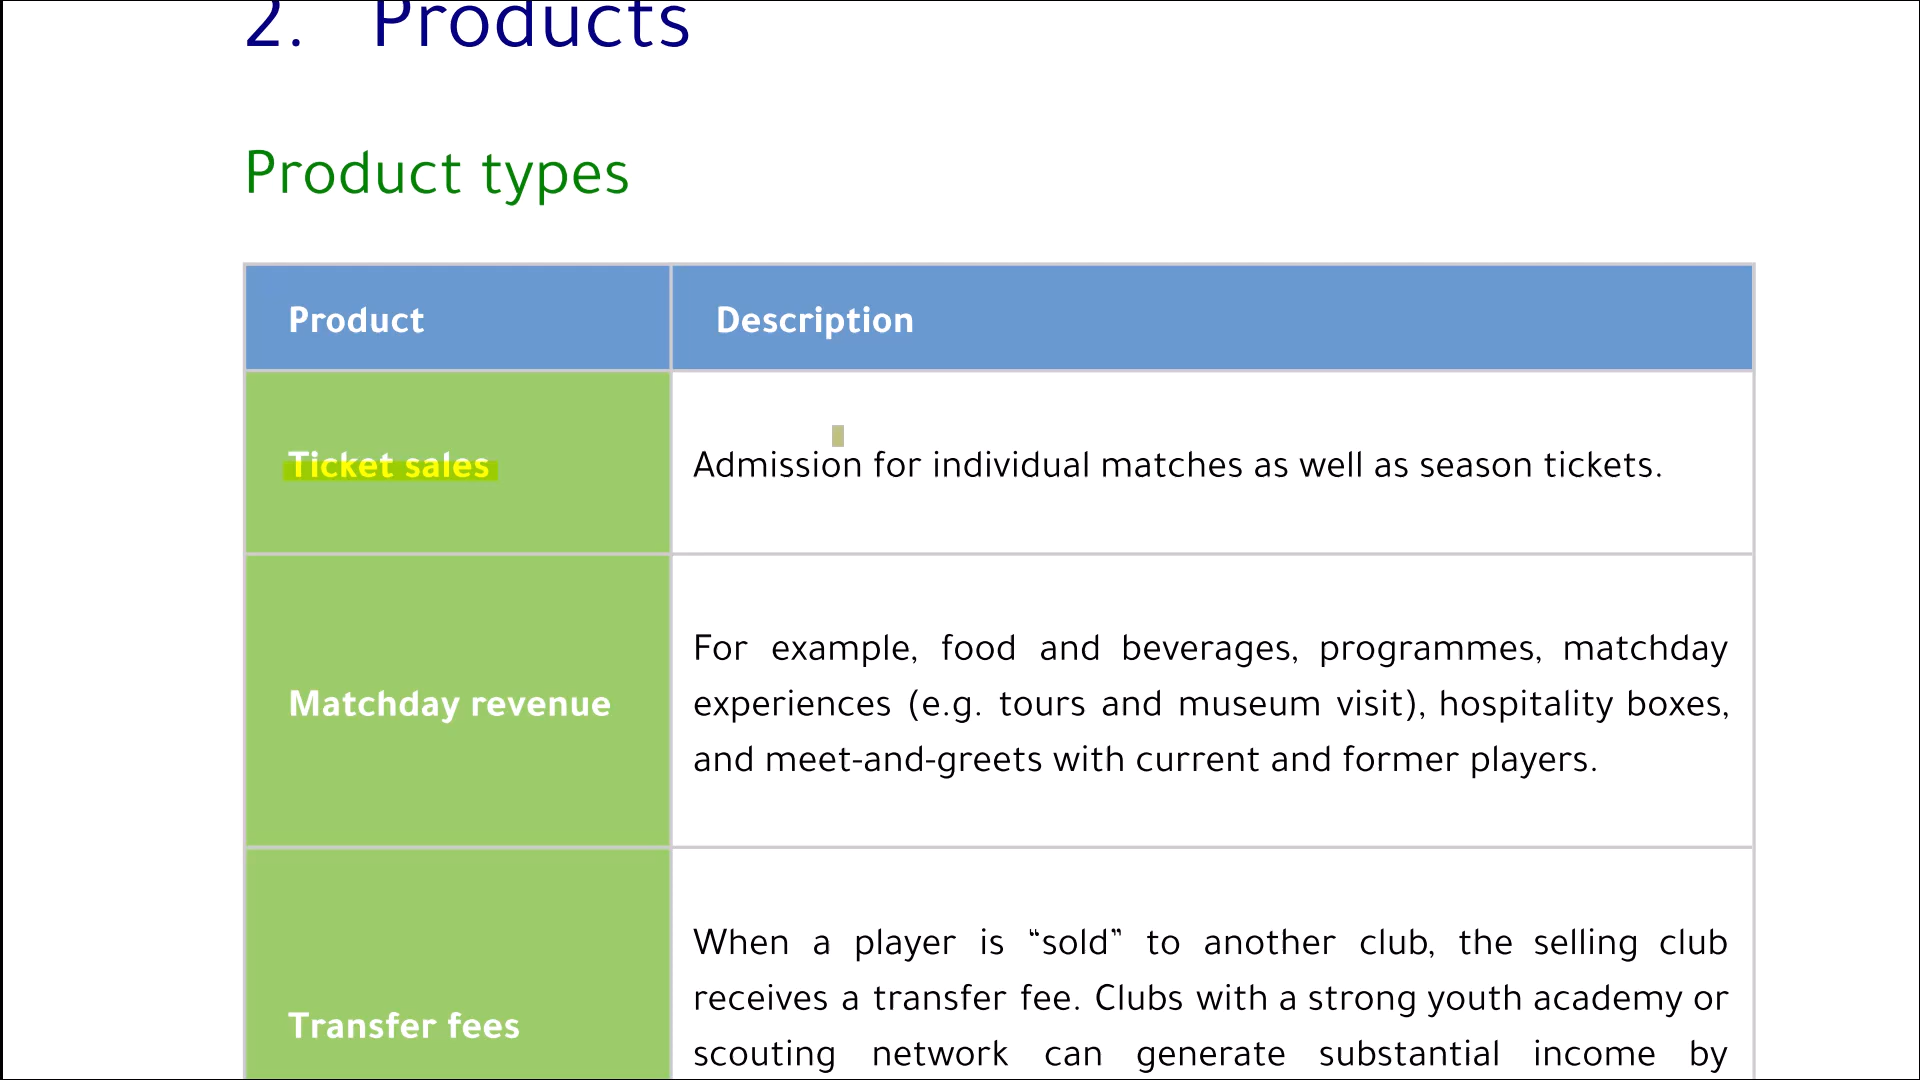 2. Products
Product types
Product
Description
Ticket sales
Admission for individual matches as well as season tickets.
Matchday revenue
For example, food and beverages, programmes, matchday
experiences (e.g. tours and museum visit), hospitality boxes,
and meet-and-greets with current and former players.
Transfer fees
When a player is “sold” to another club, the selling club
receives a transfer fee. Clubs with a strong youth academy or
scouting network can generate substantial income by